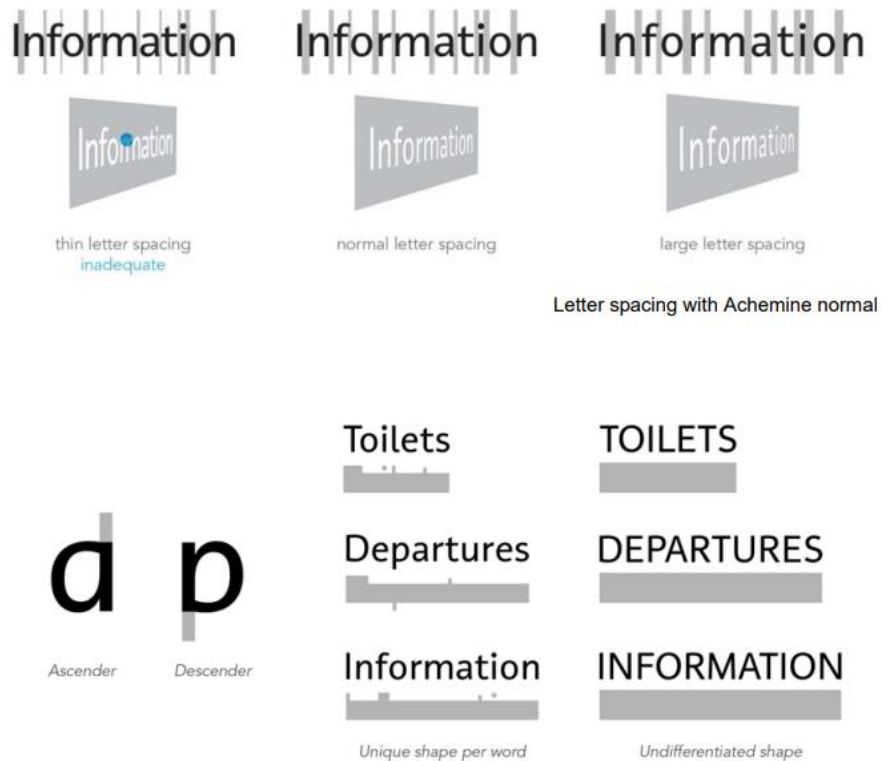 Information Information Information
Information Information Information
thin letter spacing normal letter spacing large letter spacing
inadequate
Letter spacing with Achemine normal
Toilets TOILETS
d p Departures DEPARTURES
Ascender Descender Information INFORMATION
Unique shape per word Undifferentiated shape